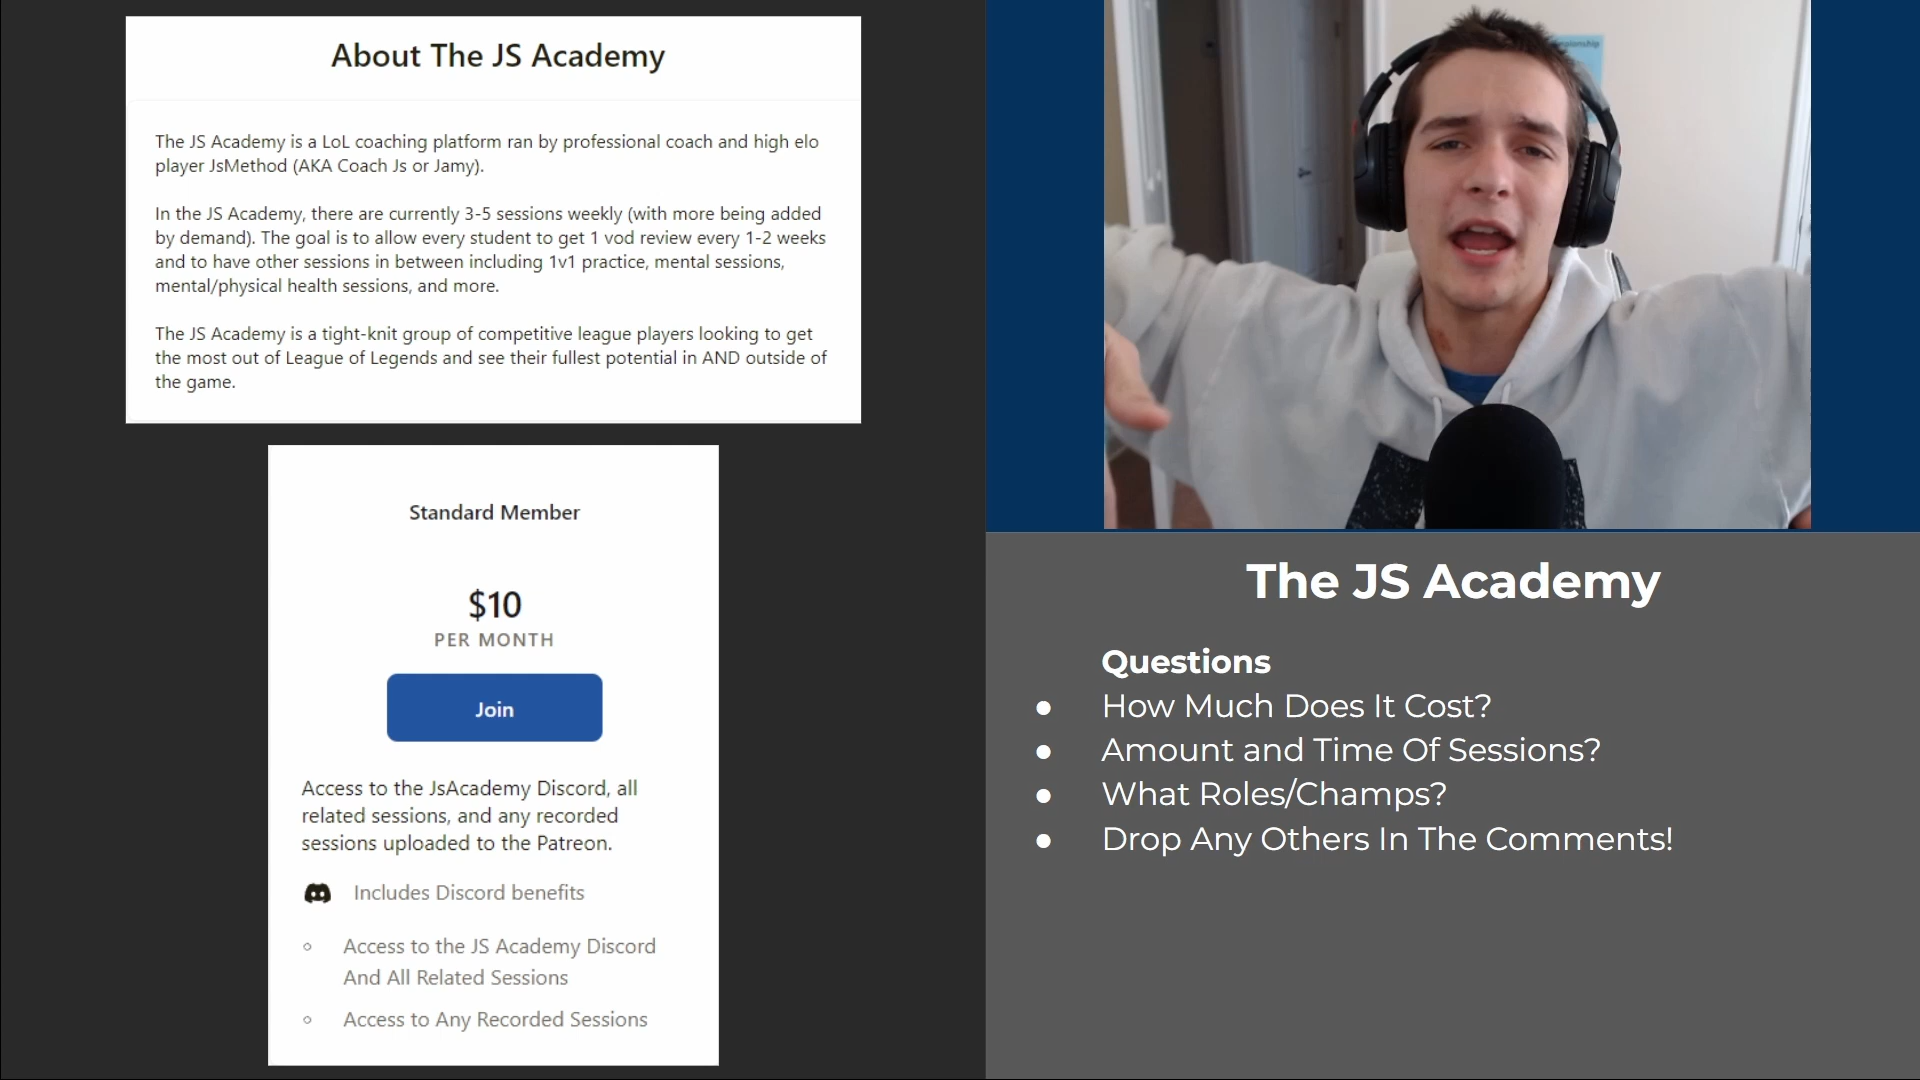 About The JS Academy
The JS Academy is a LoL coaching platform ran by professional coach and high elo
player JsMethod (AKA Coach Js or Jamy).
In the JS Academy, there are currently 3-5 sessions weekly (with more being added
by demand). The goal is to allow every student to get 1 vod review every 1-2 weeks
and to have other sessions in between including 1v1 practice, mental sessions,
mental/physical health sessions, and more.
The JS Academy is a tight-knit group of competitive league players looking to get
the most out of League of Legends and see their fullest potential in AND outside of
the game.
Standard Member
$10
PER MONTH
Join
Access to the JsAcademy Discord, all
related sessions, and any recorded
sessions uploaded to the Patreon.
Includes Discord benefits
Access to the JS Academy Discord
And All Related Sessions
Access to Any Recorded Sessions
The JS Academy
Questions
● How Much Does It Cost?
● Amount and Time Of Sessions?
● What Roles/Champs?
● Drop Any Others In The Comments!